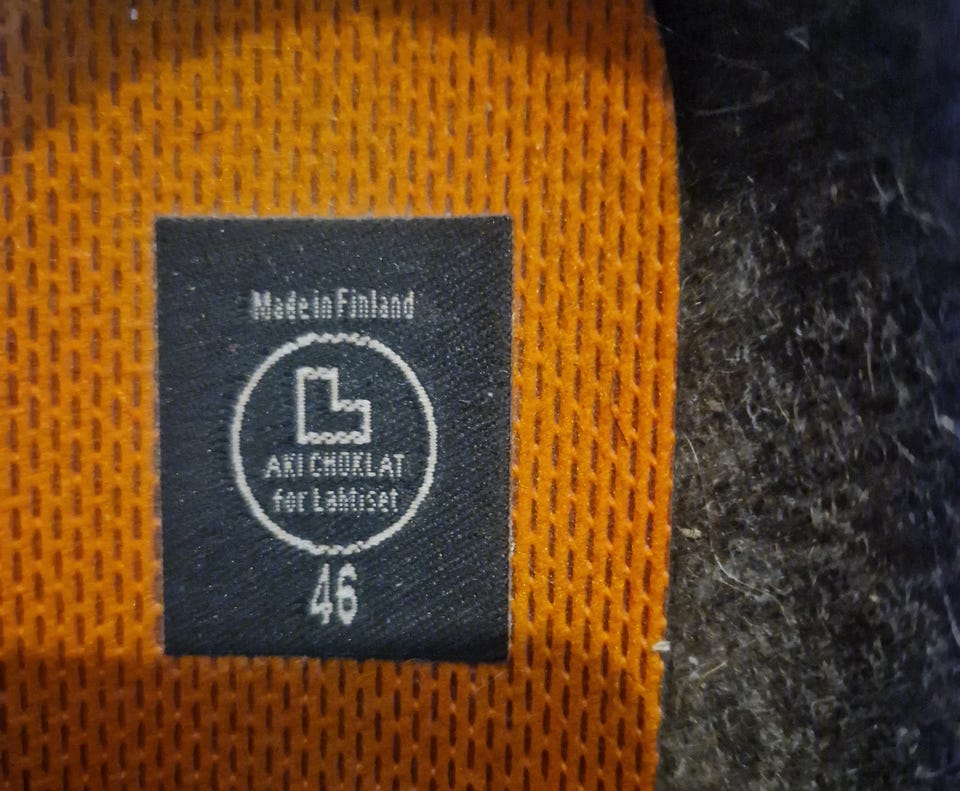 Made in Finland
AKI CHOKLAT
for Lahtiset
46